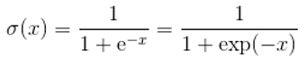 σ(x) = 1 / (1 + e^{−x}) = 1 / (1 + exp(−x))